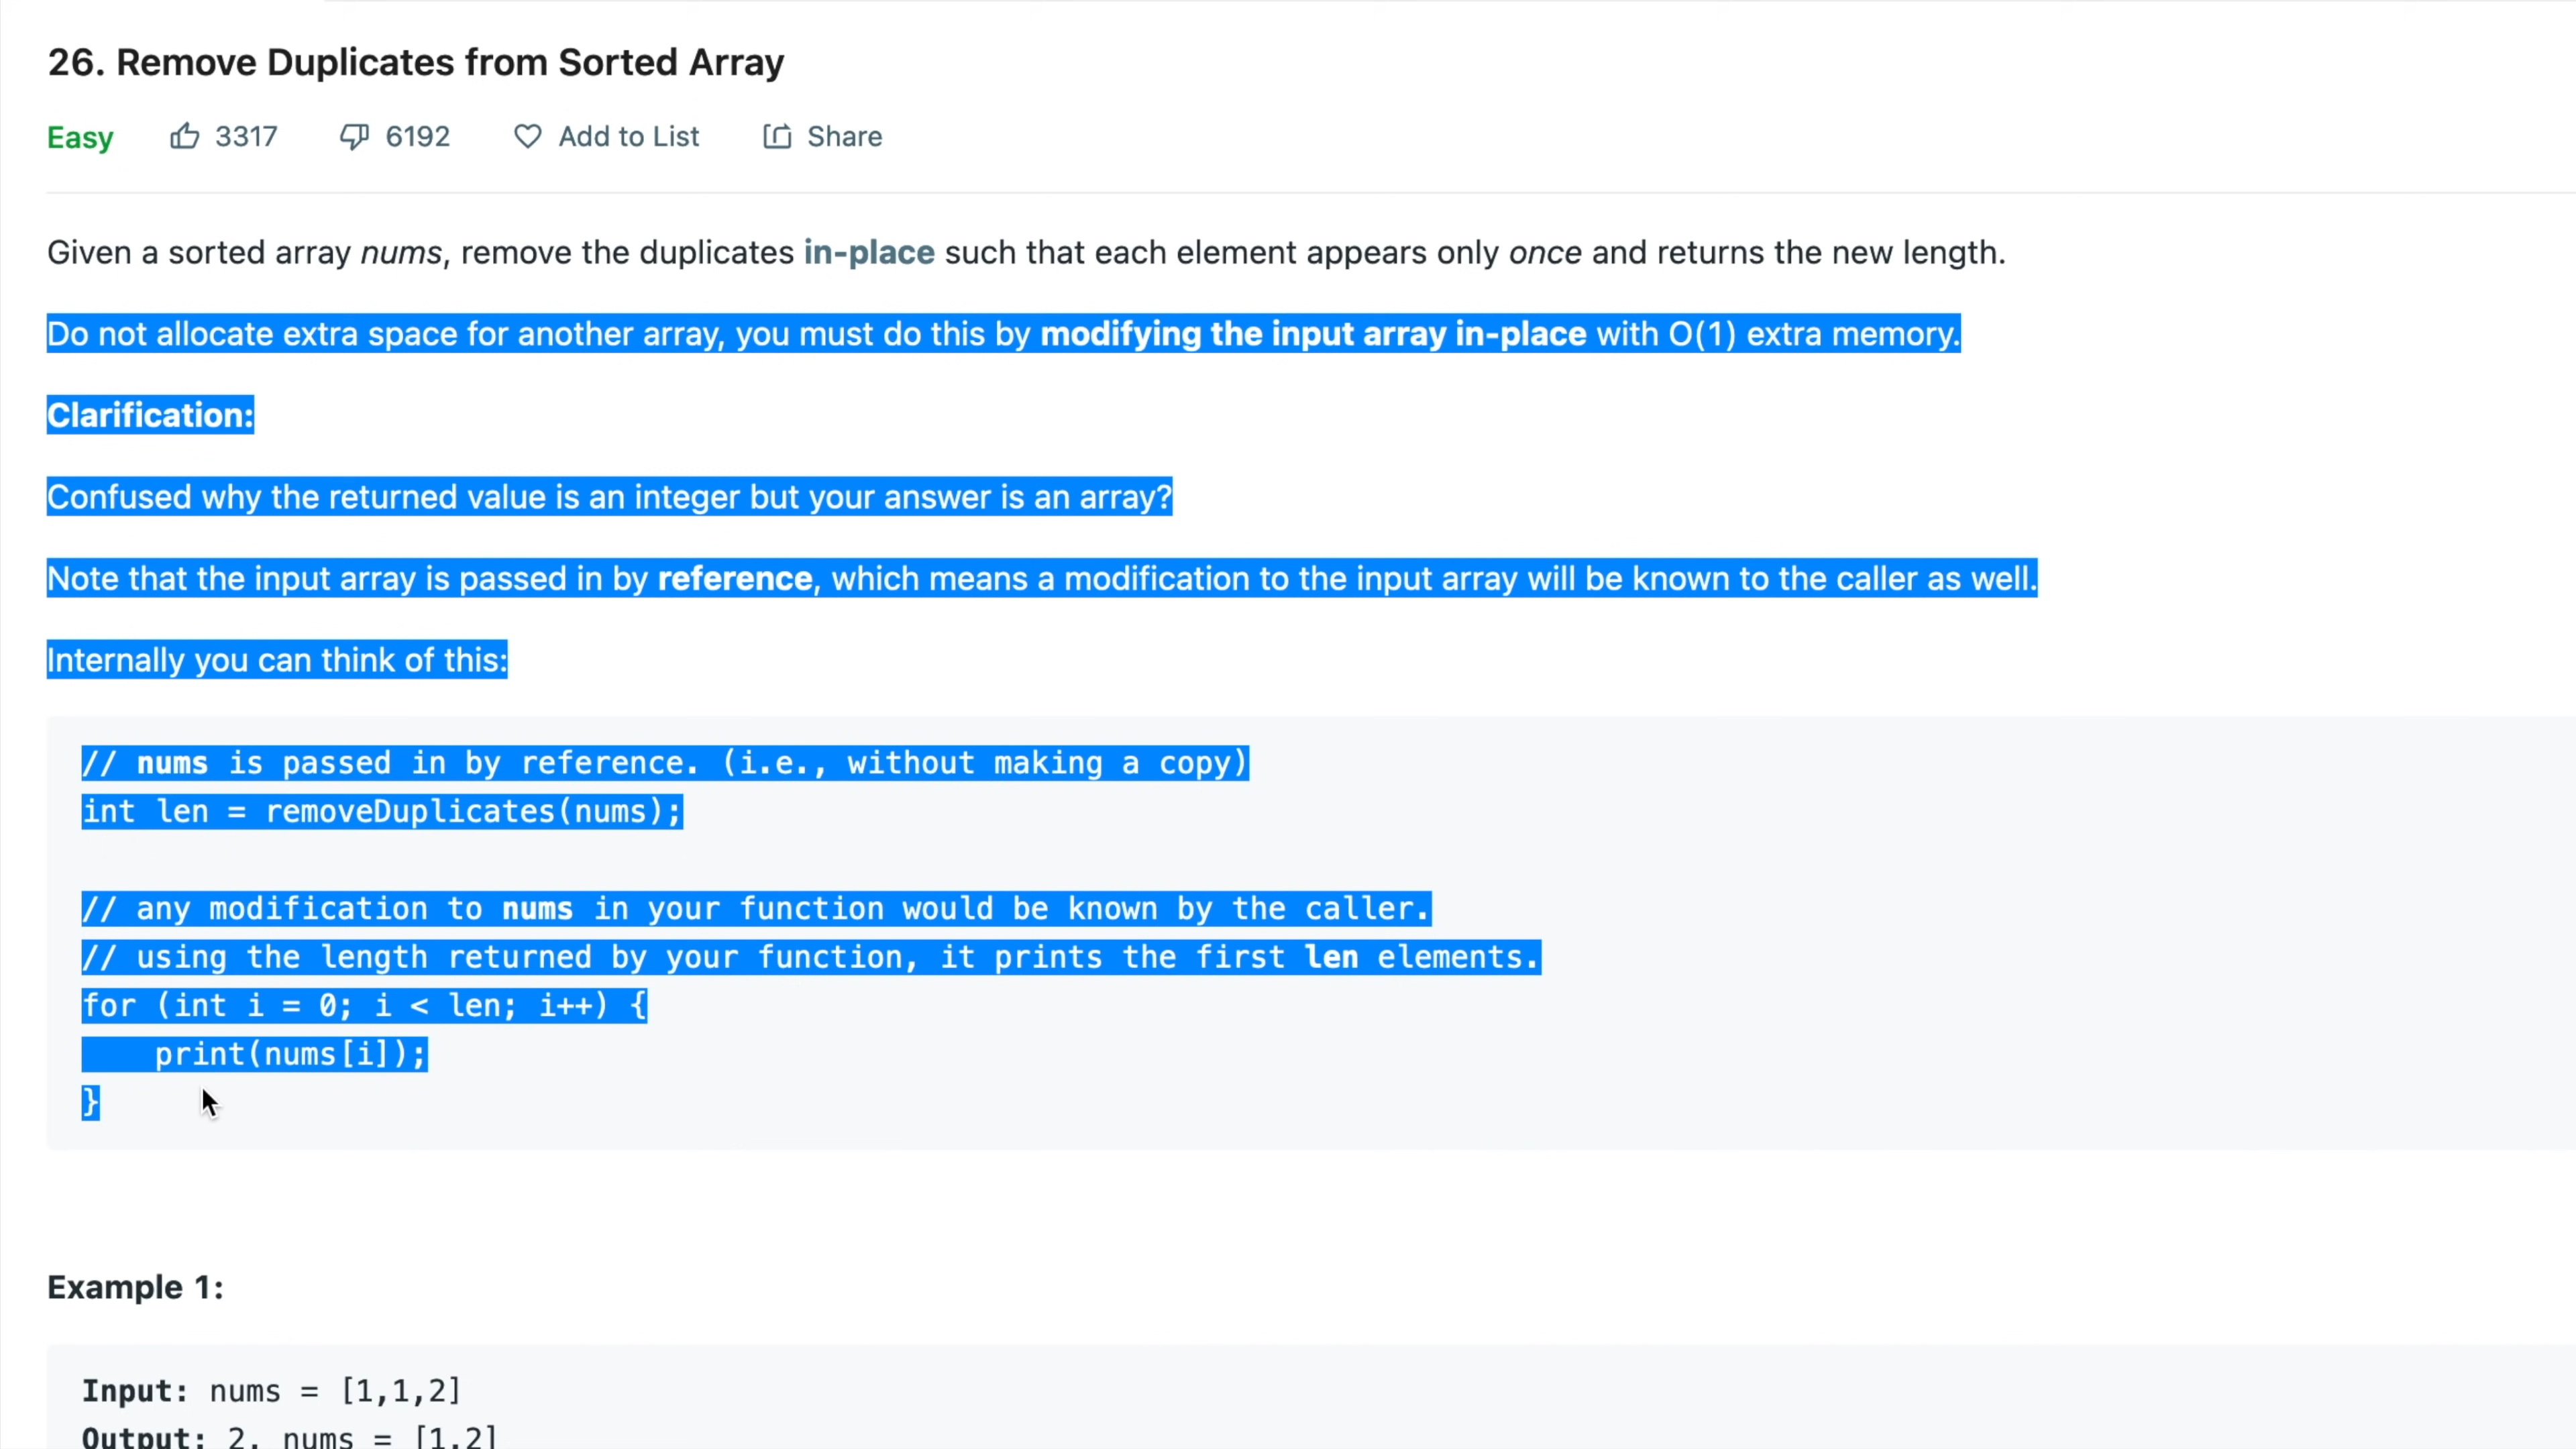 26. Remove Duplicates from Sorted Array
Easy 3317 6192 Add to List Share
Given a sorted array nums, remove the duplicates in-place such that each element appears only once and returns the new length.
Do not allocate extra space for another array, you must do this by modifying the input array in-place with O(1) extra memory.
Clarification:
Confused why the returned value is an integer but your answer is an array?
Note that the input array is passed in by reference, which means a modification to the input array will be known to the caller as well.
Internally you can think of this:
// nums is passed in by reference. (i.e., without making a copy)
int len = removeDuplicates(nums);
// any modification to nums in your function would be known by the caller.
// using the length returned by your function, it prints the first len elements.
for (int i = 0; i < len; i++) {
    print(nums[i]);
}
Example 1:
Input: nums = [1,1,2]
Output: 2, nums = [1,2]